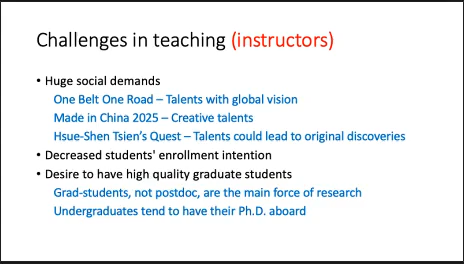 Challenges in teaching (instructors)
• Huge social demands
One Belt One Road – Talents with global vision
Made in China 2025 – Creative talents
Hsue-Shen Tsien's Quest – Talents could lead to original discoveries
• Decreased students' enrollment intention
• Desire to have high quality graduate students
Grad-students, not postdoc, are the main force of research
Undergraduates tend to have their Ph.D. aboard